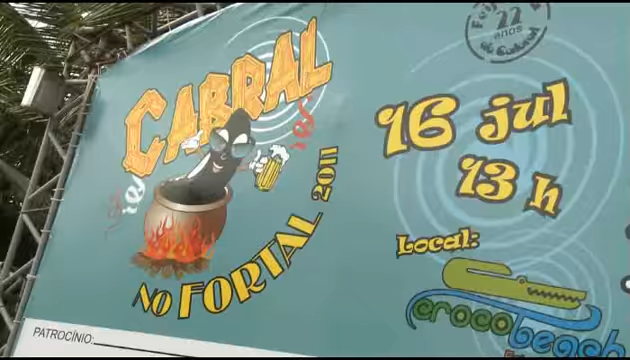 CABRAL
NO FORTAL 2011
22
anos
16 jul
13 h
Local:
crocobeach
PATROCÍNIO: